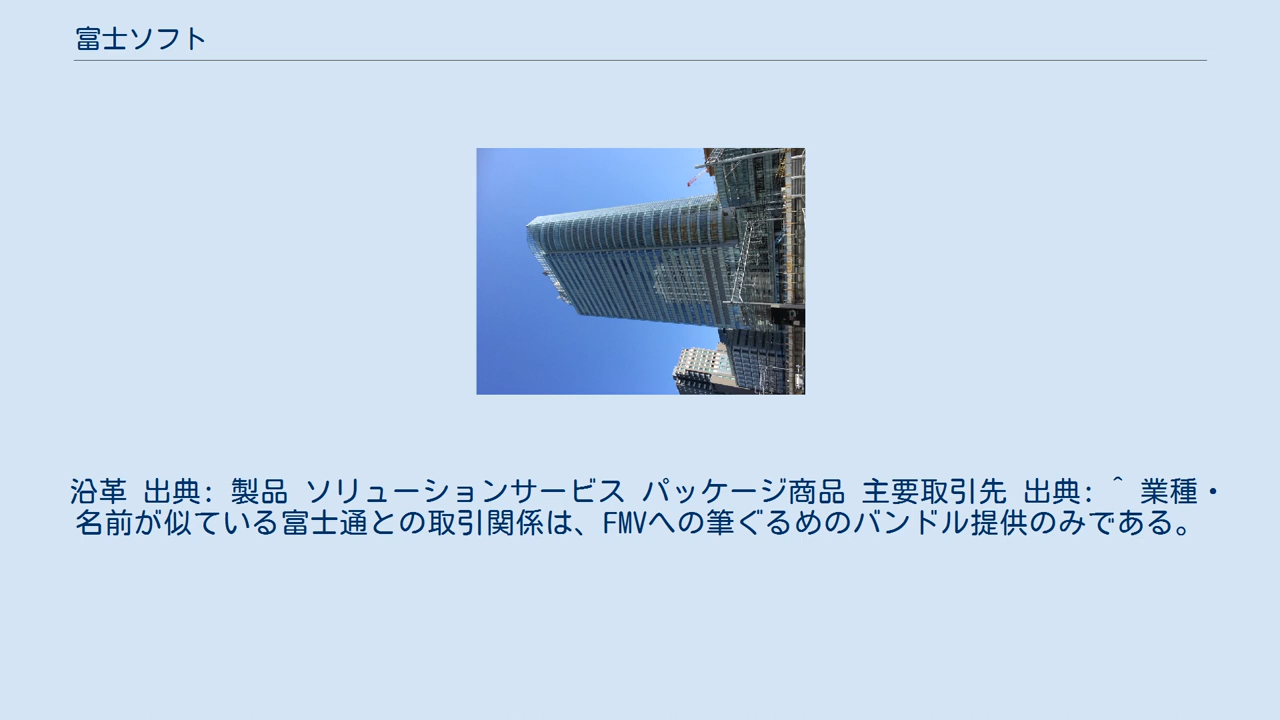 富士ソフト
沿革 出典: 製品 ソリューションサービス パッケージ商品 主要取引先 出典: ^ 業種・
名前が似ている富士通との取引関係は、FMVへの筆ぐるめのバンドル提供のみである。